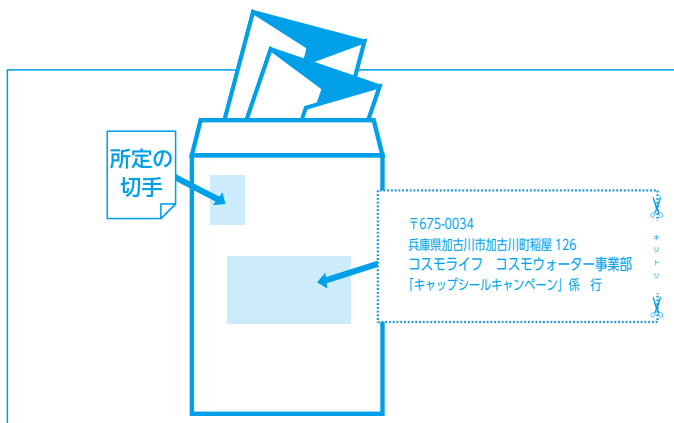 所定の
切手
〒675-0034
兵庫県加古川市加古川町稲屋 126
コスモライフ　コスモウォーター事業部
「キャップシールキャンペーン」係　行
キリトリ